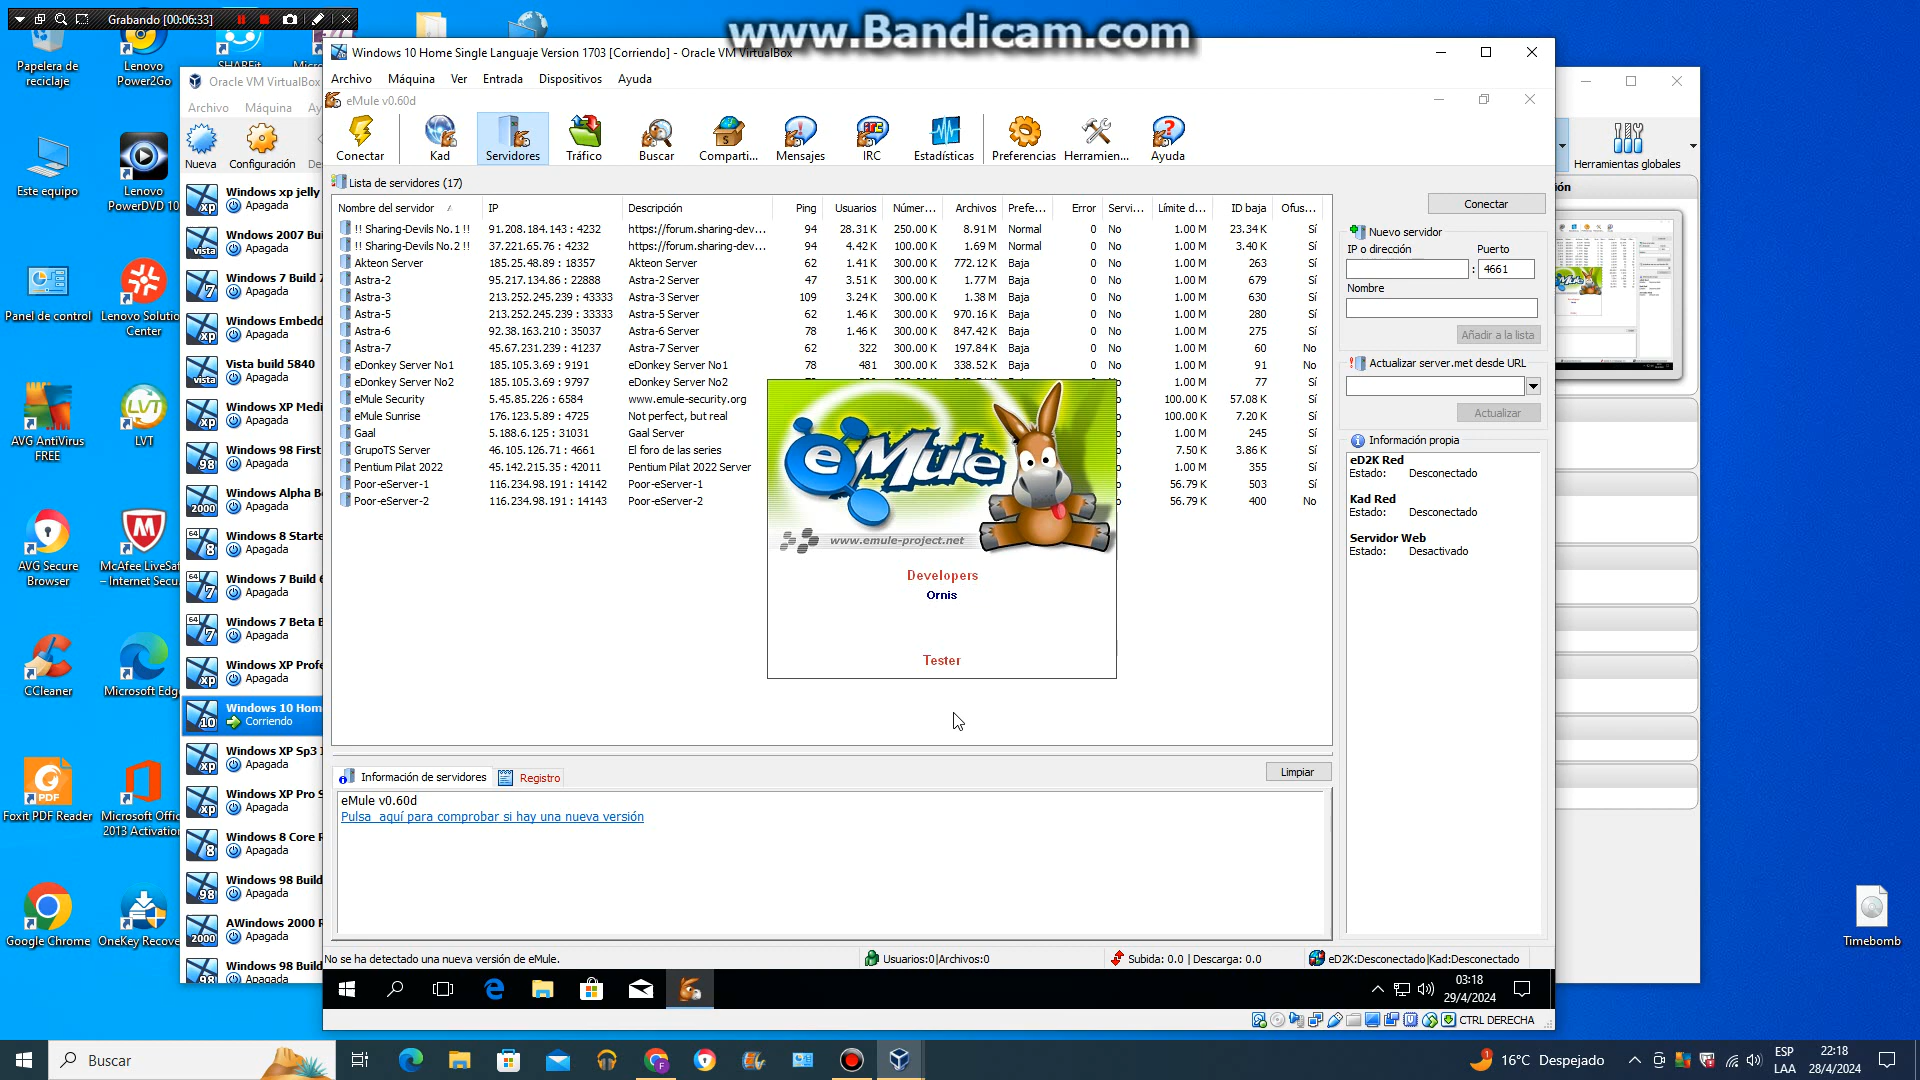 Grabando [00:06:33]
www.Bandicam.com
Papelera de reciclaje
Lenovo Power2Go
Este equipo
Lenovo PowerDVD 10
Panel de control
Lenovo Solution Center
AVG AntiVirus FREE
LVT
AVG Secure Browser
McAfee LiveSafe – Internet Secu...
CCleaner
Microsoft Edge
Foxit PDF Reader
Microsoft Office 2013 Activation
Google Chrome
OneKey Recove
Timebomb
Oracle VM VirtualBox
Archivo Máquina Ay
Nueva
Configuración
De
Windows xp jelly
Apagada
Wndows 2007 Bui
Apagada
Windows 7 Build 7
Apagada
Windows Embedd
Apagada
Vista build 5840
Apagada
Windows XP Medi
Apagada
Windows 98 First
Apagada
Windows Alpha Be
Apagada
Windows 8 Starte
Apagada
Windows 7 Build 6
Apagada
Windows 7 Beta B
Apagada
Windows XP Profe
Apagada
Windows 10 Hom
Corriendo
Windows XP Sp3 I
Apagada
Windows XP Pro S
Apagada
Windows 8 Core R
Apagada
Windows 98 Build
Apagada
AWindows 2000 R
Apagada
Windows 98 Build
Apagada
Herramientas globales
ión
Windows 10 Home Single Languaje Version 1703 [Corriendo] - Oracle VM VirtualBox
Archivo Máquina Ver Entrada Dispositivos Ayuda
eMule v0.60d
Conectar Kad Servidores Tráfico Buscar Comparti... Mensajes IRC Estadísticas Preferencias Herramien... Ayuda
Lista de servidores (17)
Nombre del servidor IP Descripción Ping Usuarios Númer... Archivos Prefe... Error Servi... Límite d... ID baja Ofus...
!! Sharing-Devils No.1 !! 91.208.184.143 : 4232 https://forum.sharing-dev... 94 28.31 K 250.00 K 8.91 M Normal 0 No 1.00 M 23.34 K Sí
!! Sharing-Devils No.2 !! 37.221.65.76 : 4232 https://forum.sharing-dev... 94 4.42 K 100.00 K 1.69 M Normal 0 No 1.00 M 3.40 K Sí
Akteon Server 185.25.48.89 : 18357 Akteon Server 62 1.41 K 300.00 K 772.12 K Baja 0 No 1.00 M 263 Sí
Astra-2 95.217.134.86 : 22888 Astra-2 Server 47 3.51 K 300.00 K 1.77 M Baja 0 No 1.00 M 679 Sí
Astra-3 213.252.245.239 : 43333 Astra-3 Server 109 3.24 K 300.00 K 1.38 M Baja 0 No 1.00 M 630 Sí
Astra-5 213.252.245.239 : 33333 Astra-5 Server 62 1.46 K 300.00 K 970.16 K Baja 0 No 1.00 M 280 Sí
Astra-6 92.38.163.210 : 35037 Astra-6 Server 78 1.46 K 300.00 K 847.42 K Baja 0 No 1.00 M 275 Sí
Astra-7 45.67.231.239 : 41237 Astra-7 Server 62 322 300.00 K 197.84 K Baja 0 No 1.00 M 60 No
eDonkey Server No1 185.105.3.69 : 9191 eDonkey Server No1 78 481 300.00 K 338.52 K Baja 0 No 1.00 M 91 No
eDonkey Server No2 185.105.3.69 : 9797 eDonkey Server No2 1.00 M 77 Sí
eMule Security 5.45.85.226 : 6584 www.emule-security.org 100.00 K 57.08 K Sí
eMule Sunrise 176.123.5.89 : 4725 Not perfect, but real 100.00 K 7.20 K Sí
Gaal 5.188.6.125 : 31031 Gaal Server 1.00 M 245 Sí
GrupoTS Server 46.105.126.71 : 4661 El foro de las series 7.50 K 3.86 K Sí
Pentium Pilat 2022 45.142.215.35 : 42011 Pentium Pilat 2022 Server 1.00 M 355 Sí
Poor-eServer-1 116.234.98.191 : 14142 Poor-eServer-1 56.79 K 503 Sí
Poor-eServer-2 116.234.98.191 : 14143 Poor-eServer-2 56.79 K 400 No
eMule
www.emule-project.net
Developers
Ornis
Tester
Conectar
Nuevo servidor
IP o dirección Puerto
: 4661
Nombre
Añadir a la lista
Actualizar server.met desde URL
Actualizar
Información propia
eD2K Red
Estado: Desconectado
Kad Red
Estado: Desconectado
Servidor Web
Estado: Desactivado
Información de servidores Registro
Limpiar
eMule v0.60d
Pulsa aquí para comprobar si hay una nueva versión
No se ha detectado una nueva versión de eMule.
Usuarios:0|Archivos:0
Subida: 0.0 | Descarga: 0.0
eD2K:Desconectado|Kad:Desconectado
03:18
29/4/2024
CTRL DERECHA
Buscar
16°C Despejado
ESP
LAA
22:18
28/4/2024